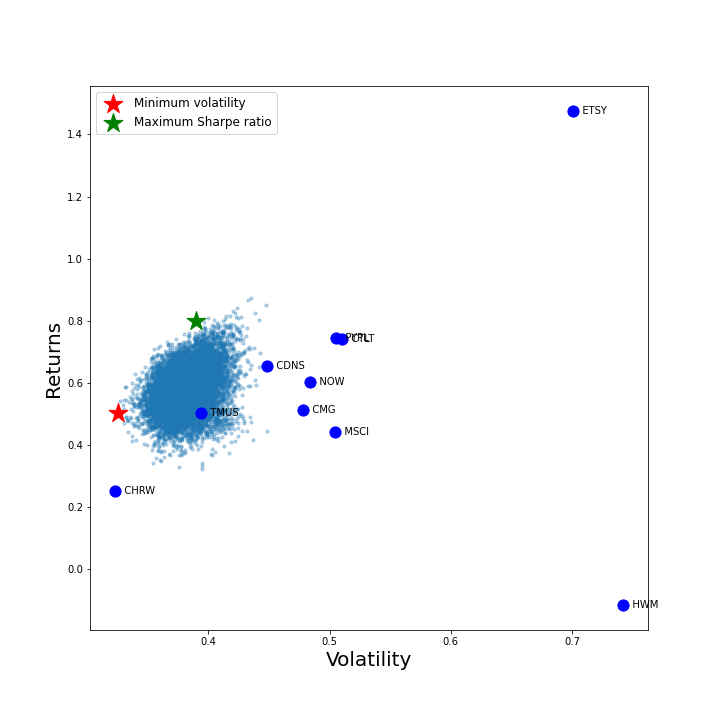 Minimum volatility
Maximum Sharpe ratio
ETSY
CDNS
NOW
TMUS
CMG
MSCI
CHRW
HWM
1.4
1.2
1.0
0.8
0.6
0.4
0.2
0.0
Returns
0.4
0.5
0.6
0.7
Volatility